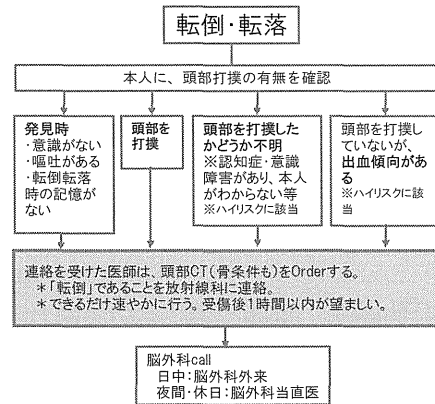 転倒・転落
本人に、頭部打撲の有無を確認
発見時
・意識がない
・嘔吐がある
・転倒転落
時の記憶が
ない
頭部を
打撲
頭部を打撲したか
どうか不明
※認知症・意識
障害があり、本人
がわからない等
※ハイリスクに該当
頭部を打撲し
ていないが、
出血傾向があ
る
※ハイリスクに該
当
連絡を受けた医師は、頭部CT(骨条件も)をOrderする。
＊「転倒」であることを放射線科に連絡。
＊できるだけ速やかに行う。受傷後1時間以内が望ましい。
脳外科call
日中：脳外科外来
夜間・休日：脳外科当直医